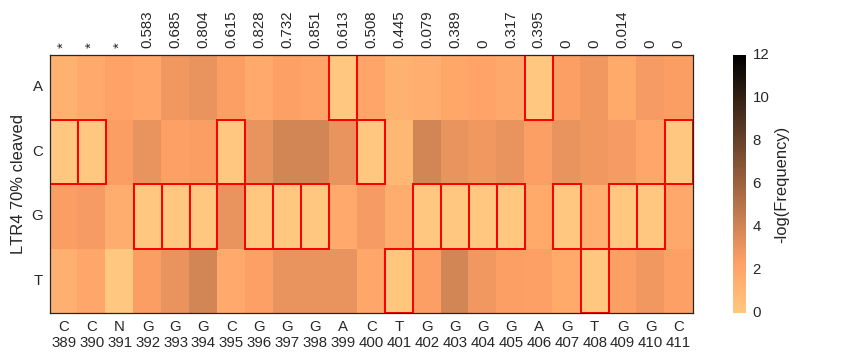 * * * 0.583 0.685 0.804 0.615 0.828 0.732 0.851 0.613 0.508 0.445 0.079 0.389 0 0.317 0.395 0 0 0.014 0 0
LTR4 70% cleaved
A
C
G
T
C C N G G G C G G G A C T G G G G A G T G G C
389 390 391 392 393 394 395 396 397 398 399 400 401 402 403 404 405 406 407 408 409 410 411
12
10
8
6
4
2
0
-log(Frequency)